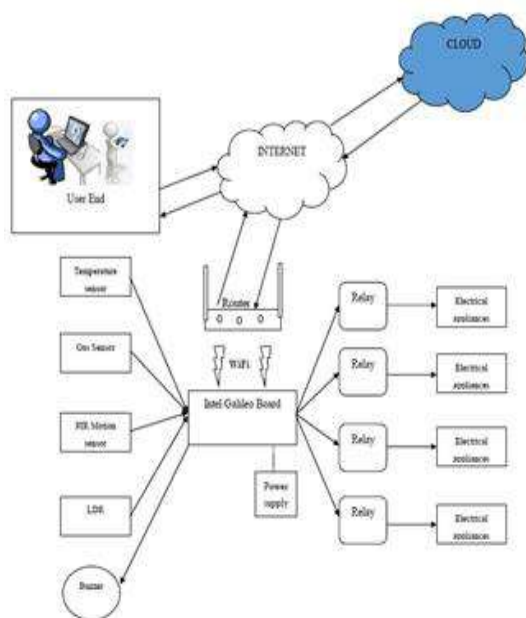 CLOUD
INTERNET
User End
Temperature
sensor
Gas Sensor
PIR Motion
sensor
LDR
Buzzer
Router
WiFi
Intel Galileo Board
Power
supply
Relay
Electrical
appliances
Relay
Electrical
appliances
Relay
Electrical
appliances
Relay
Electrical
appliances